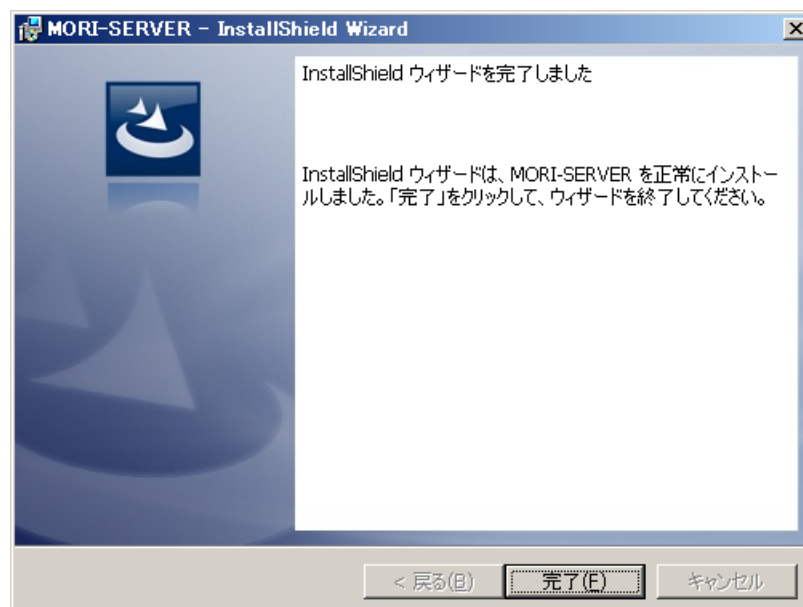 MORI-SERVER - InstallShield Wizard
InstallShield ウィザードを完了しました
InstallShield ウィザードは、MORI-SERVER を正常にインストー
ルしました。「完了」をクリックして、ウィザードを終了してください。
< 戻る(B) 完了(F) キャンセル